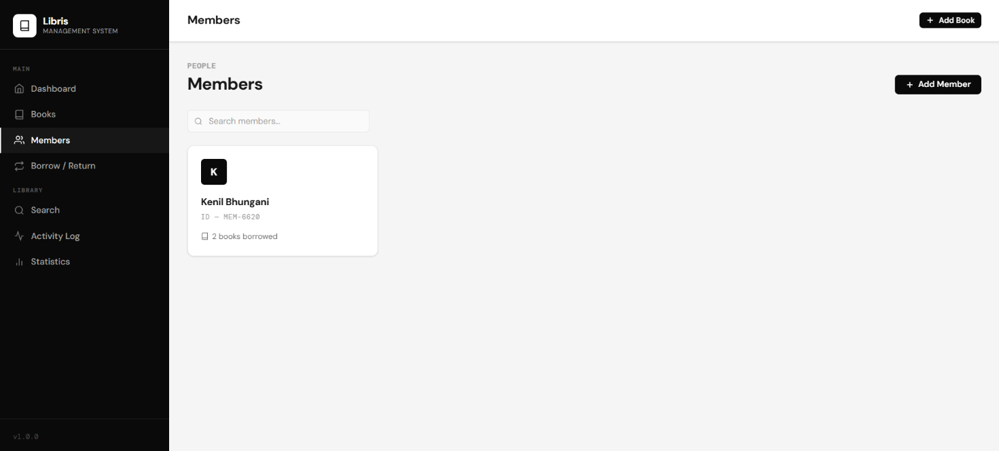 Libris
MANAGEMENT SYSTEM
MAIN
Dashboard
Books
Members
Borrow / Return
LIBRARY
Search
Activity Log
Statistics
v1.0.0
Members
+ Add Book
PEOPLE
Members
+ Add Member
Search members...
K
Kenil Bhungani
ID — MEM-6620
2 books borrowed